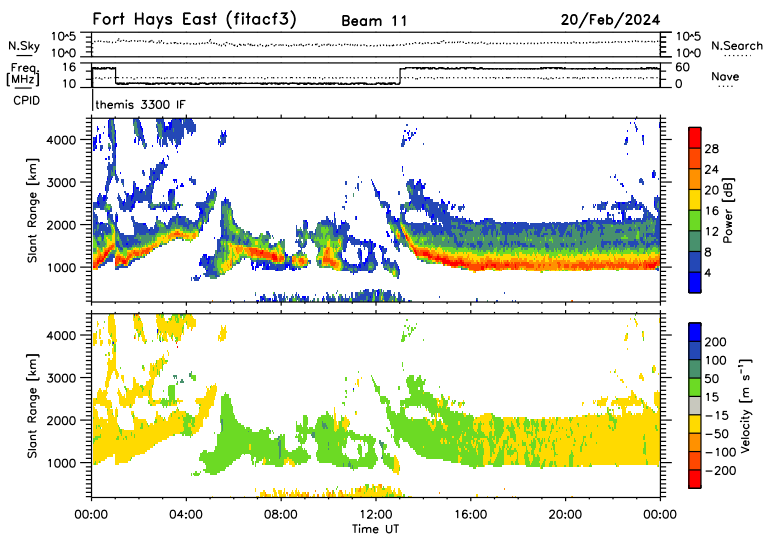 Fort Hays East (fitacf3) Beam 11 20/Feb/2024
N.Sky 10^5 10^0 10^5 10^0 N.Search
Freq. [MHz] 16 10 60 0 Nave
CPID themis 3300 IF
Slant Range [km] 4000 3000 2000 1000
28 24 20 16 12 8 4 Power [dB]
Slant Range [km] 4000 3000 2000 1000
200 100 50 15 -15 -50 -100 -200 Velocity [m s⁻¹]
00:00 04:00 08:00 12:00 16:00 20:00 00:00
Time UT